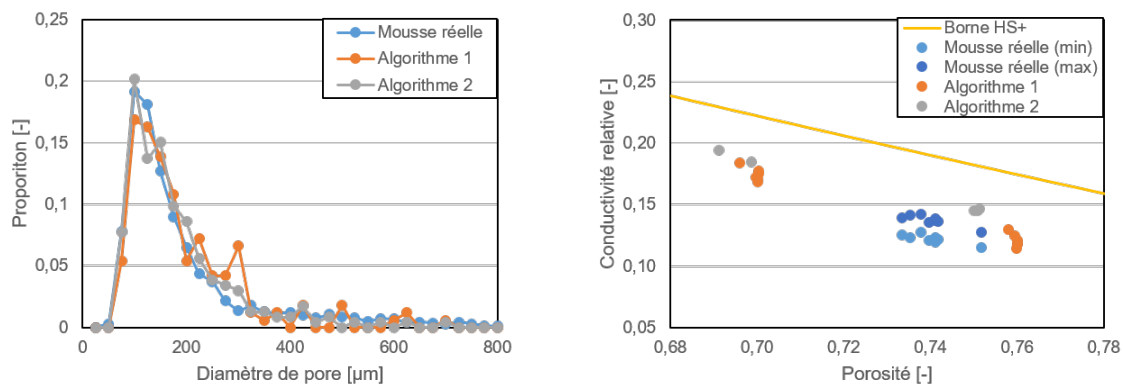 0,25
0,2
0,15
0,1
0,05
0
Proporiton [-]
Mousse réelle
Algorithme 1
Algorithme 2
0 200 400 600 800
Diamètre de pore [µm]
0,30
0,25
0,20
0,15
0,10
0,05
Conductivité relative [-]
Borne HS+
Mousse réelle (min)
Mousse réelle (max)
Algorithme 1
Algorithme 2
0,68 0,70 0,72 0,74 0,76 0,78
Porosité [-]